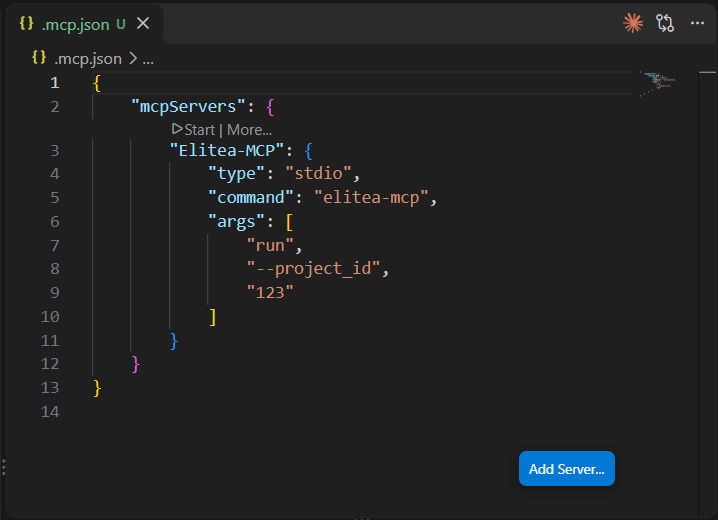 {} .mcp.json U
{} .mcp.json > ...
1 {
2 "mcpServers": {
Start | More...
3 "Elitea-MCP": {
4 "type": "stdio",
5 "command": "elitea-mcp",
6 "args": [
7 "run",
8 "--project_id",
9 "123"
10 ]
11 }
12 }
13 }
14
Add Server...